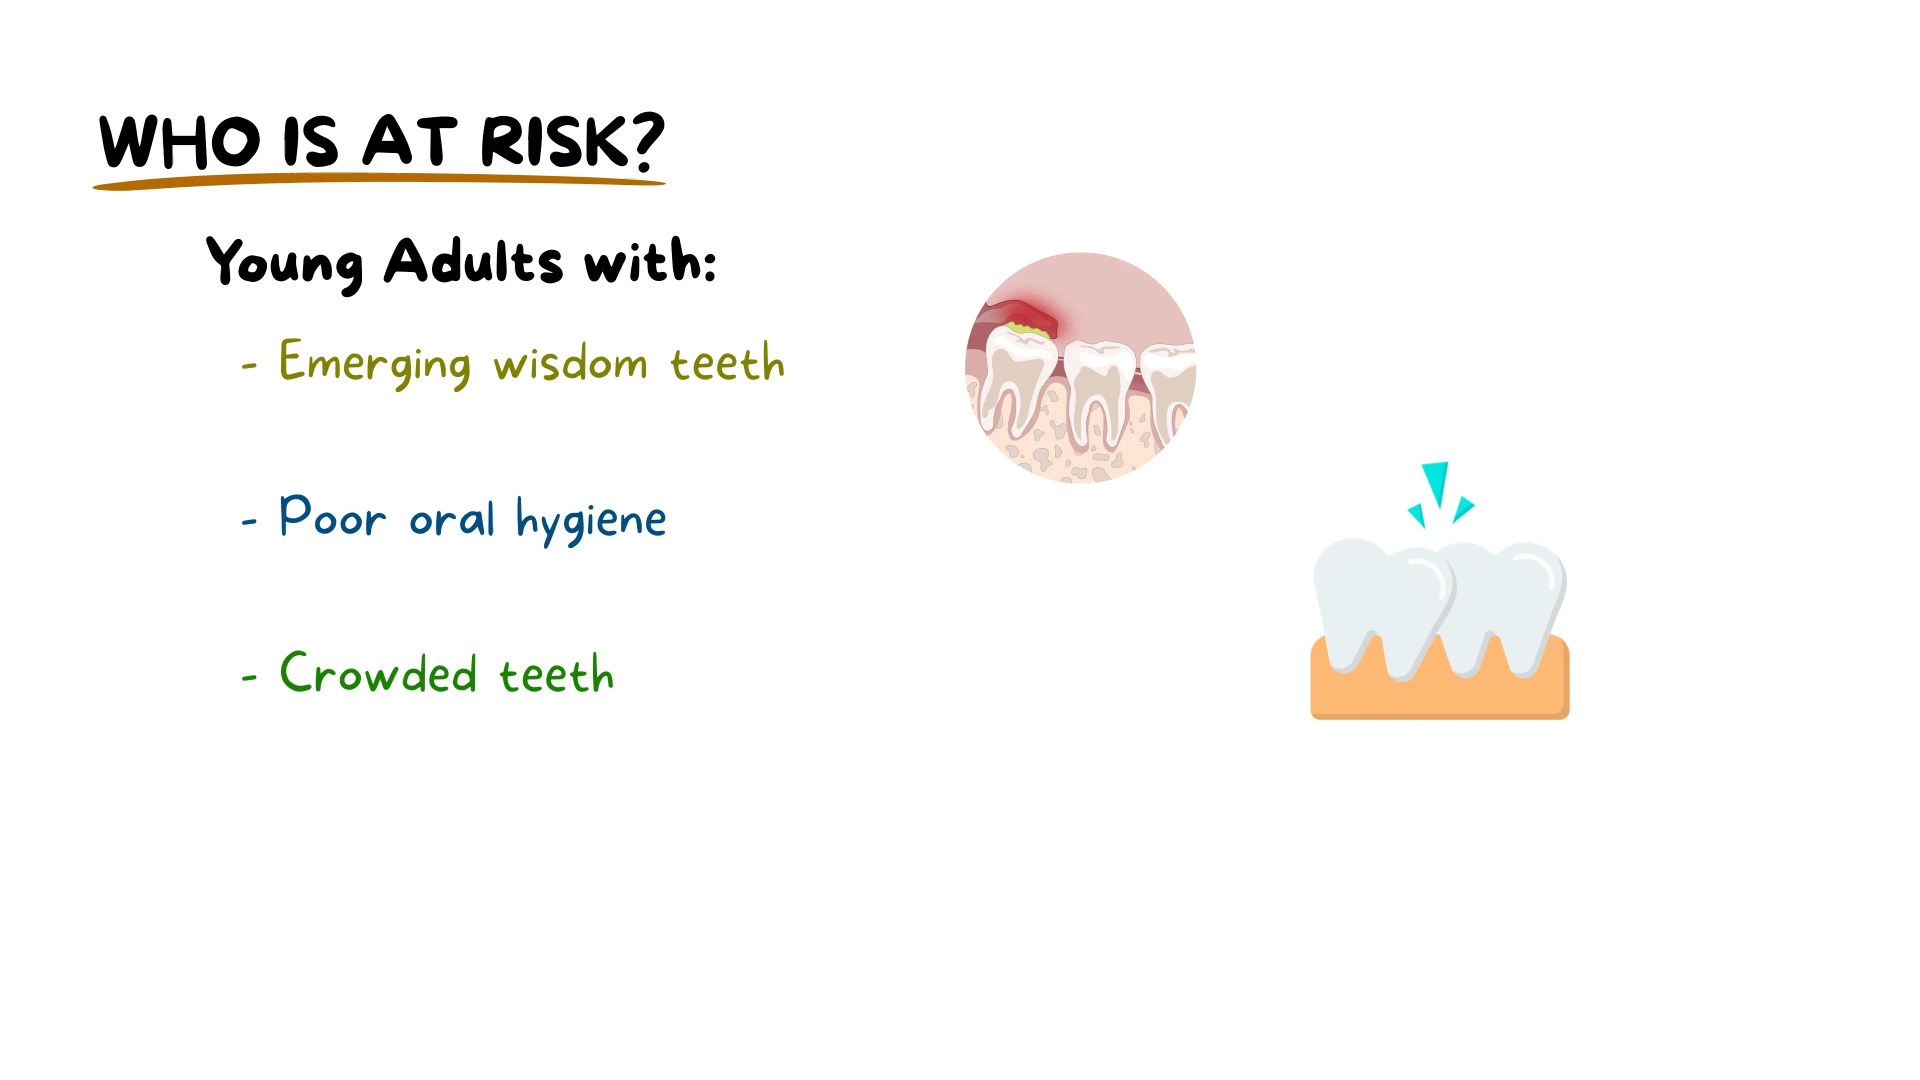 WHO IS AT RISK?
Young Adults with:
- Emerging wisdom teeth
- Poor oral hygiene
- Crowded teeth